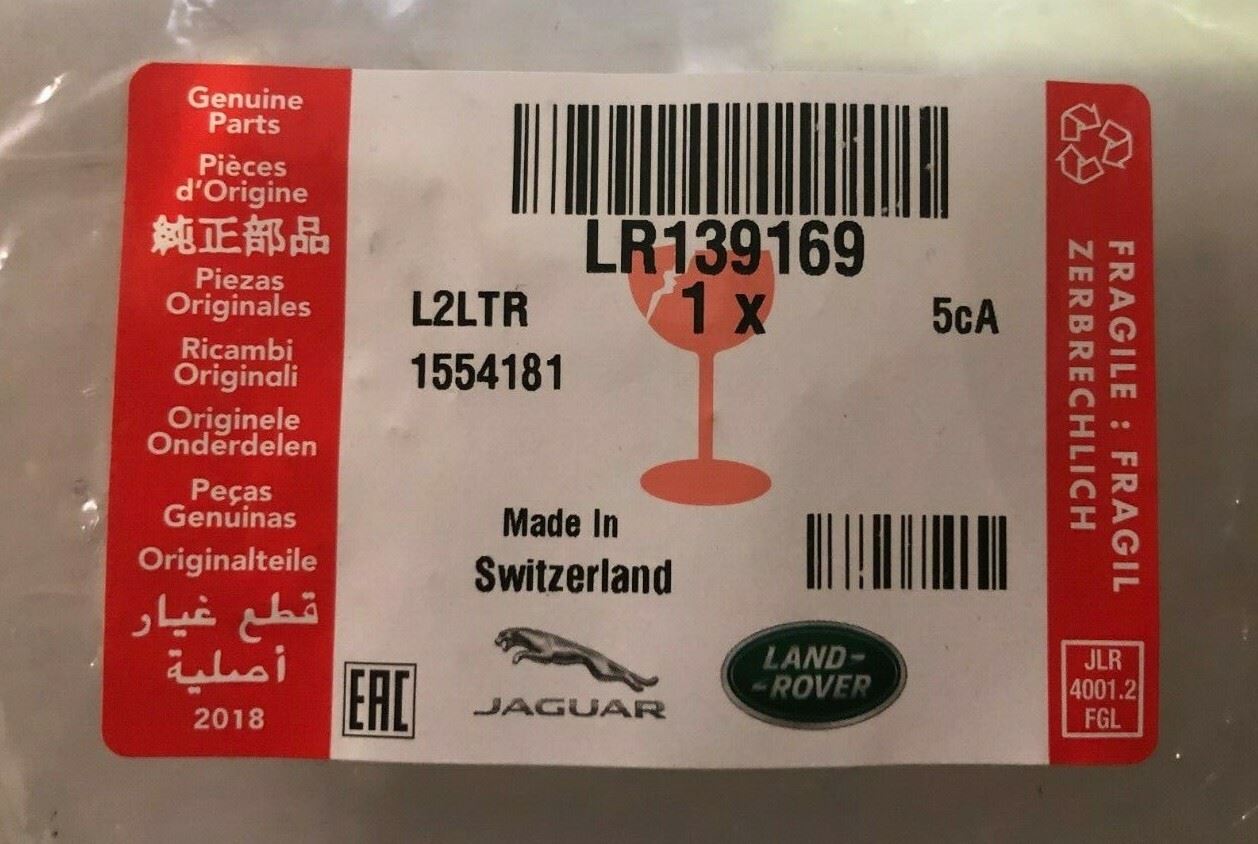 Genuine
Parts
Pièces
d'Origine
純正部品
Piezas
Originales
Ricambi
Originali
Originele
Onderdelen
Peças
Genuinas
Originalteile
قطع غيار
أصلية
2018
LR139169
1 x
L2LTR
5cA
1554181
Made In
Switzerland
EAC
JAGUAR
LAND-
-ROVER
FRAGILE : FRAGIL
ZERBRECHLICH
JLR
4001.2
FGL